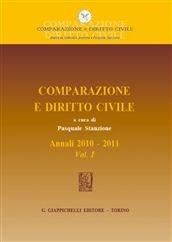 COMPARAZIONE
COMPARAZIONE E DIRITTO CIVILE
COMPARAZIONE
E DIRITTO CIVILE
a cura di
Pasquale Stanzione
Annali 2010 - 2011
Vol. I
G. GIAPPICHELLI EDITORE – TORINO